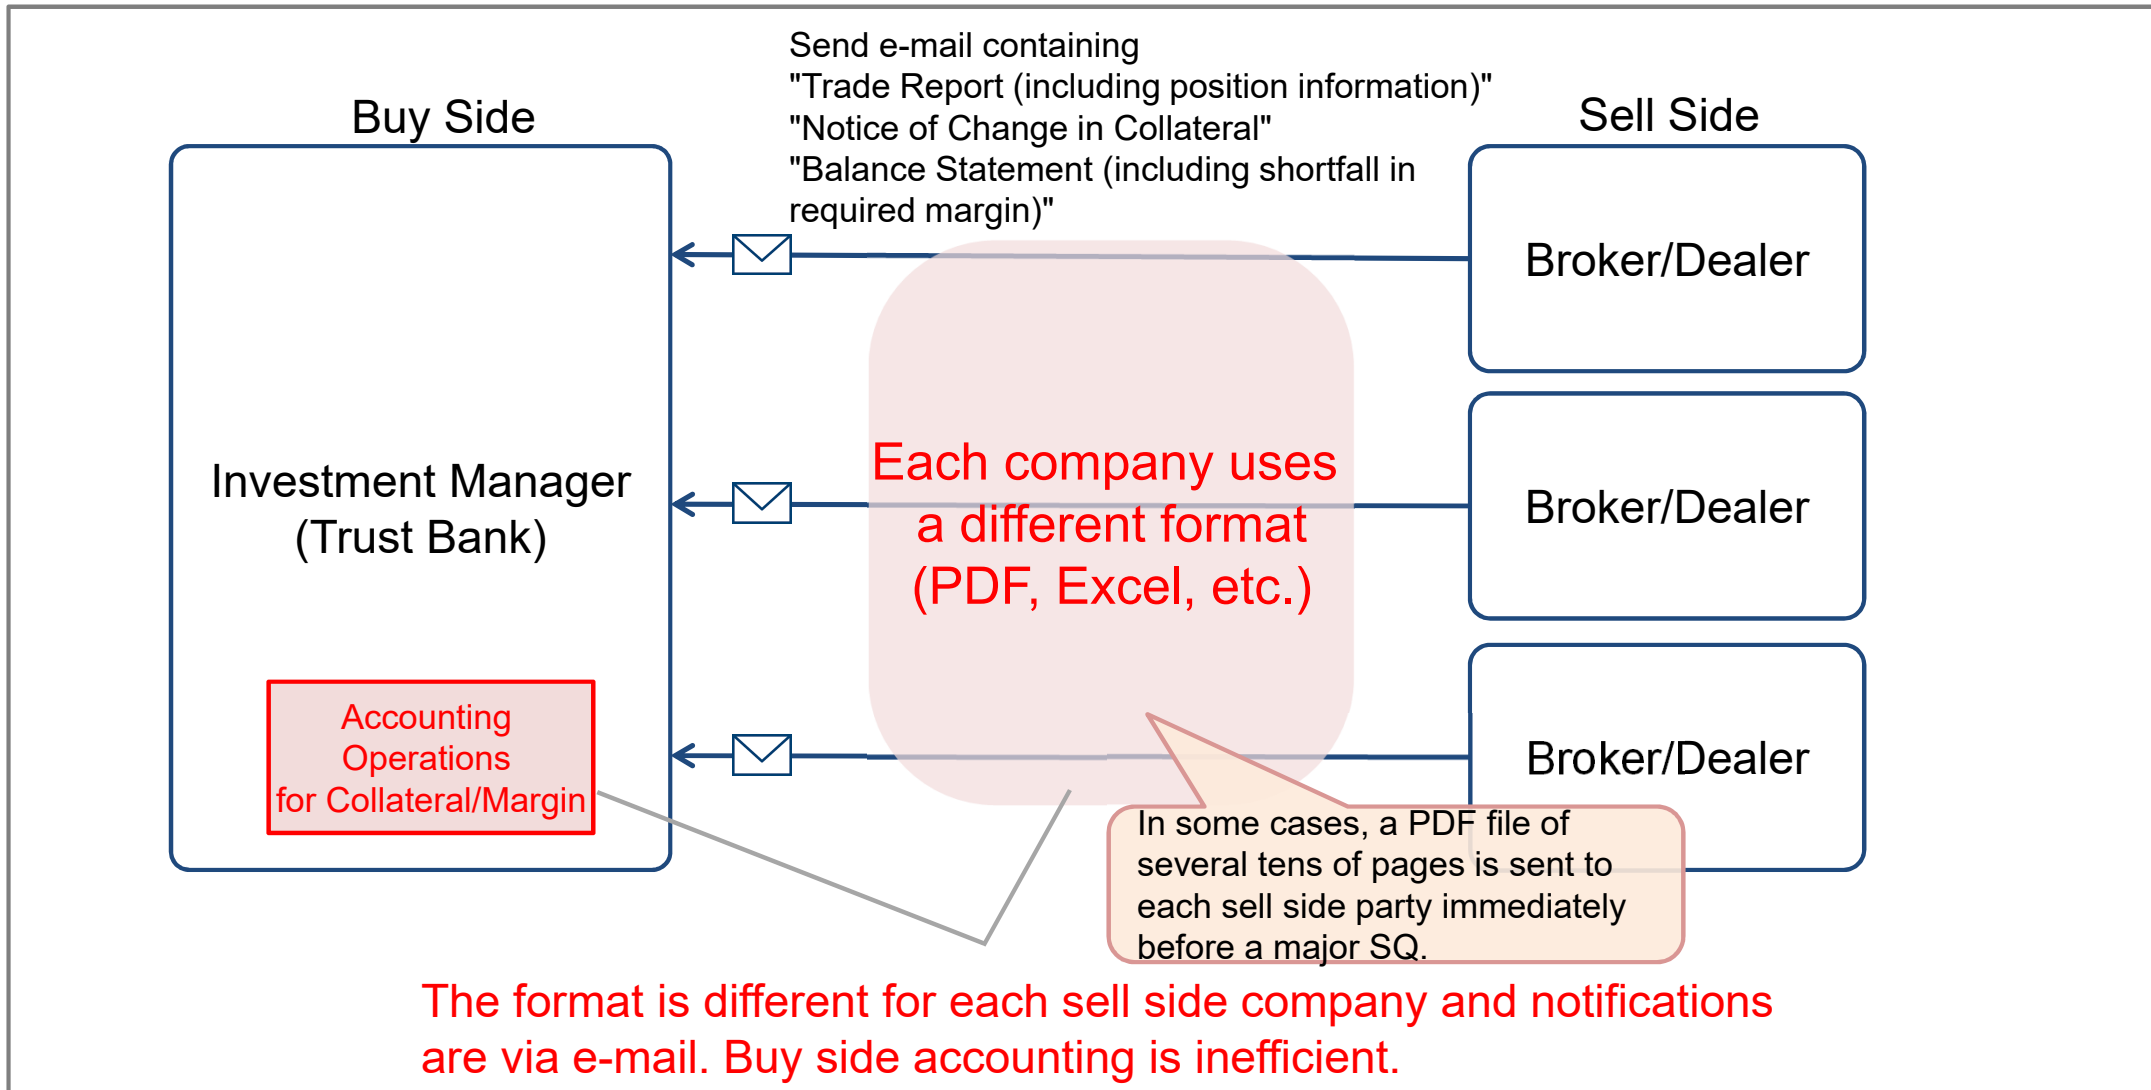 Send e-mail containing
"Trade Report (including position information)"
"Notice of Change in Collateral"
"Balance Statement (including shortfall in
required margin)"
Buy Side
Sell Side
Investment Manager
(Trust Bank)
Accounting
Operations
for Collateral/Margin
Each company uses
a different format
(PDF, Excel, etc.)
Broker/Dealer
Broker/Dealer
Broker/Dealer
In some cases, a PDF file of
several tens of pages is sent to
each sell side party immediately
before a major SQ.
The format is different for each sell side company and notifications
are via e-mail. Buy side accounting is inefficient.